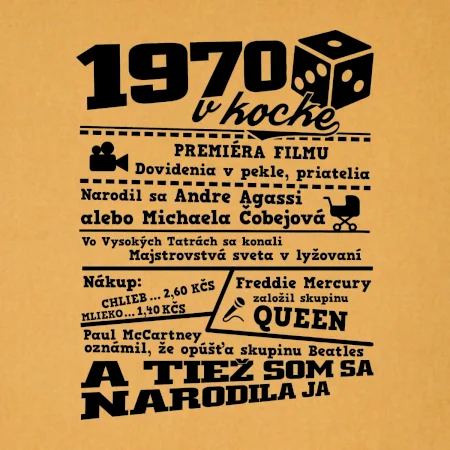 1970
v kocke
PREMIÉRA FILMU
Dovidenia v pekle, priatelia
Narodil sa Andre Agassi
alebo Michaela Čobejová
Vo Vysokých Tatrách sa konali
Majstrovstvá sveta v lyžovaní
Nákup:
CHLIEB ... 2,60 KČS
MLIEKO ... 1,40 KČS
Freddie Mercury
založil skupinu
QUEEN
Paul McCartney
oznámil, že opúšťa skupinu Beatles
A TIEŽ SOM SA
NARODILA JA